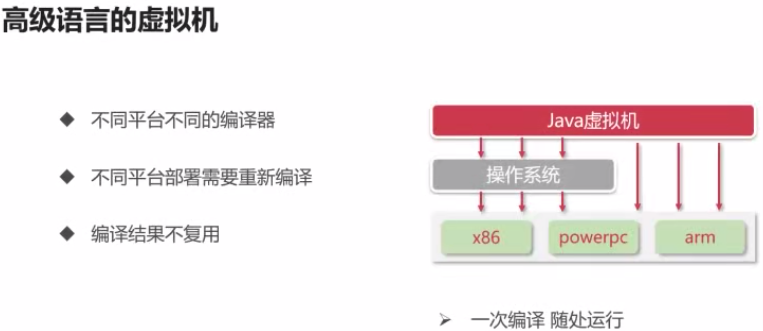 高级语言的虚拟机
不同平台不同的编译器
不同平台部署需要重新编译
编译结果不复用
Java虚拟机
操作系统
x86
powerpc
arm
一次编译 随处运行